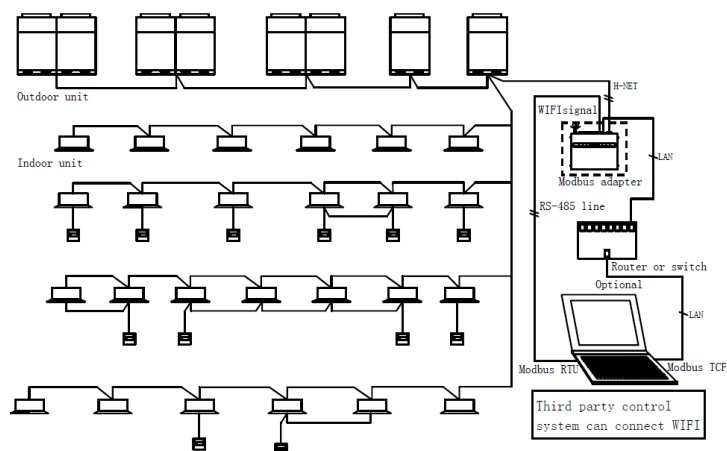 Outdoor unit
H-NET
WIFIsignal
Indoor unit
LAN
Modbus adapter
RS-485 line
Router or switch
Optional
LAN
Modbus RTU
Modbus TCP
Third party control
system can connect WIFI